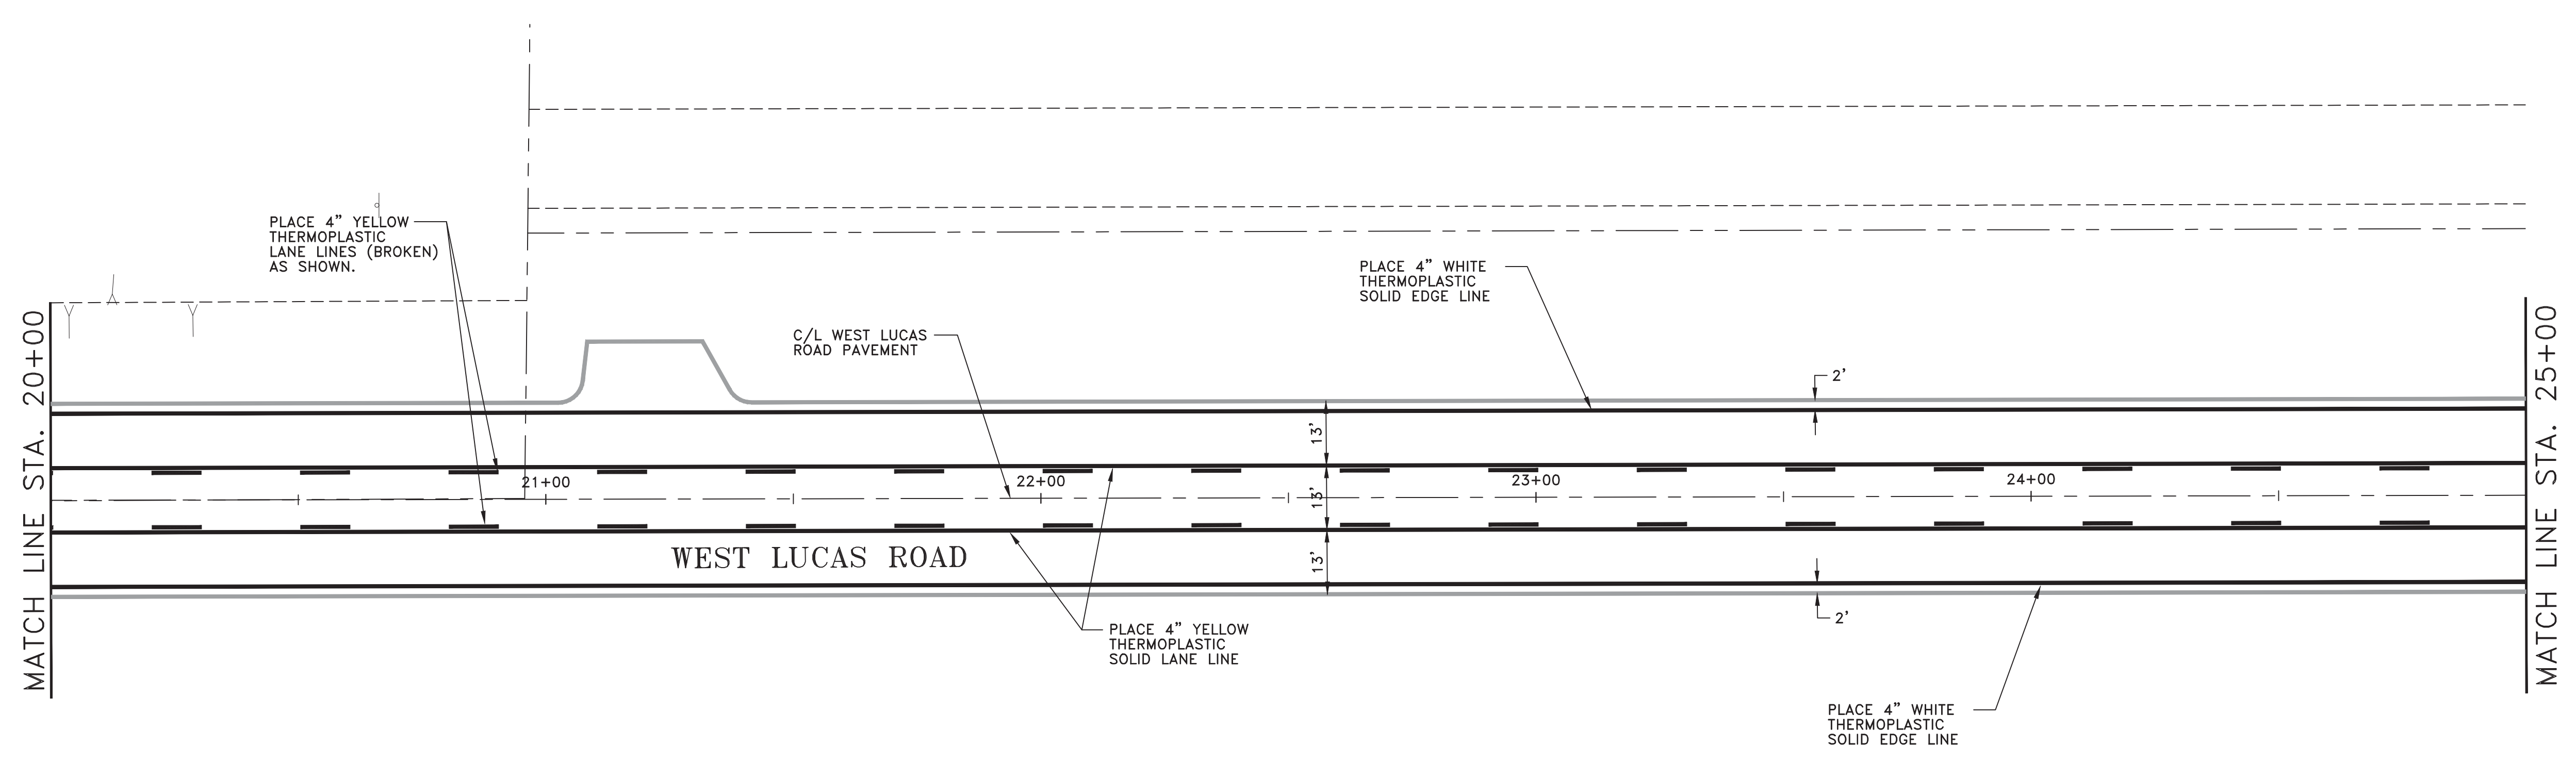 PLACE 4” YELLOW
THERMOPLASTIC
LANE LINES (BROKEN)
AS SHOWN.
PLACE 4” WHITE
THERMOPLASTIC
SOLID EDGE LINE
C/L WEST LUCAS
ROAD PAVEMENT
MATCH LINE STA. 20+00
MATCH LINE STA. 25+00
2’
13’
21+00
22+00
23+00
24+00
13’
WEST LUCAS ROAD
13’
2’
PLACE 4” YELLOW
THERMOPLASTIC
SOLID LANE LINE
PLACE 4” WHITE
THERMOPLASTIC
SOLID EDGE LINE